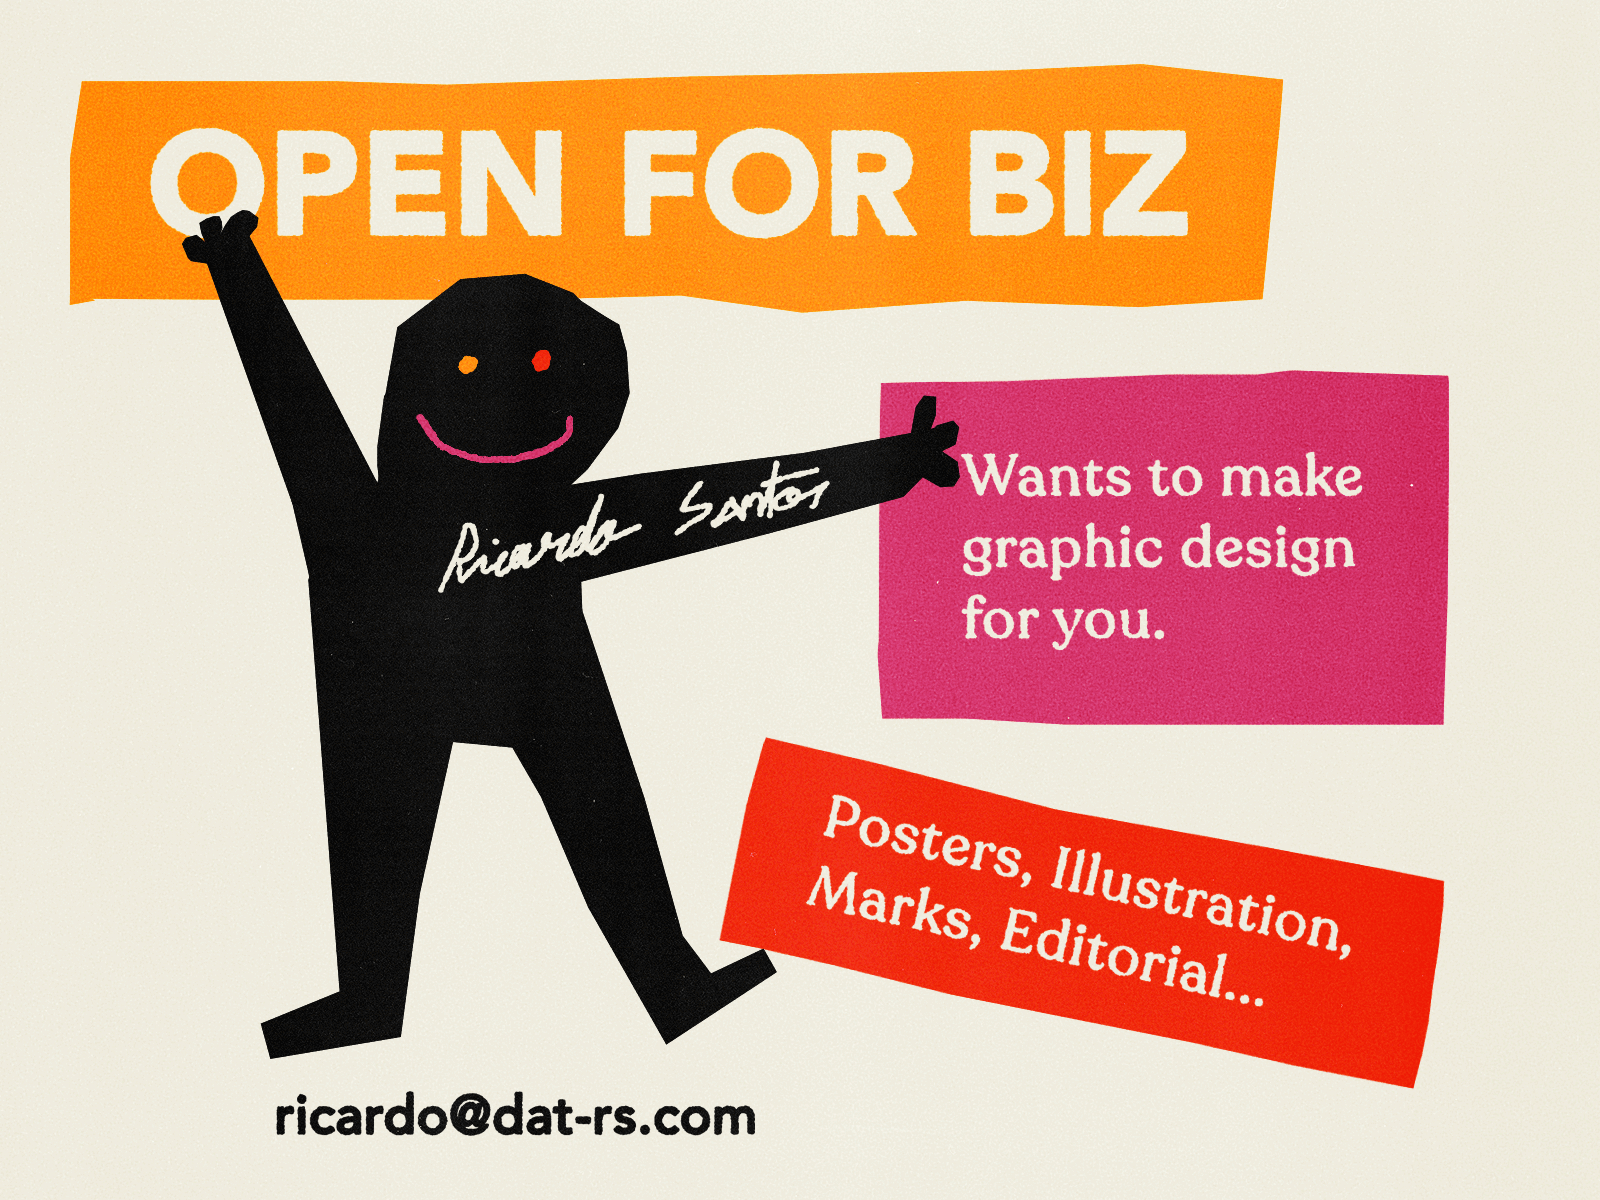 OPEN FOR BIZ
Ricardo Santos
Wants to make
graphic design
for you.
Posters, Illustration,
Marks, Editorial...
ricardo@dat-rs.com